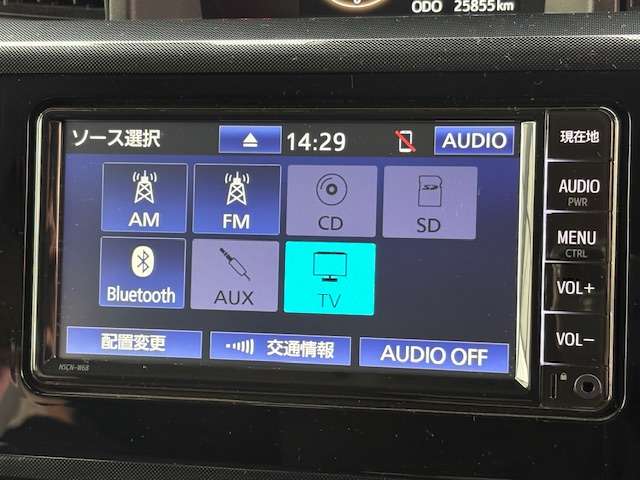 ODO 25855km
ソース選択 14:29 AUDIO 現在地
AM FM CD SD
AUDIO
PWR
MENU
CTRL
Bluetooth AUX TV
VOL+
配置変更 交通情報 AUDIO OFF
VOL-
NSCN-W68